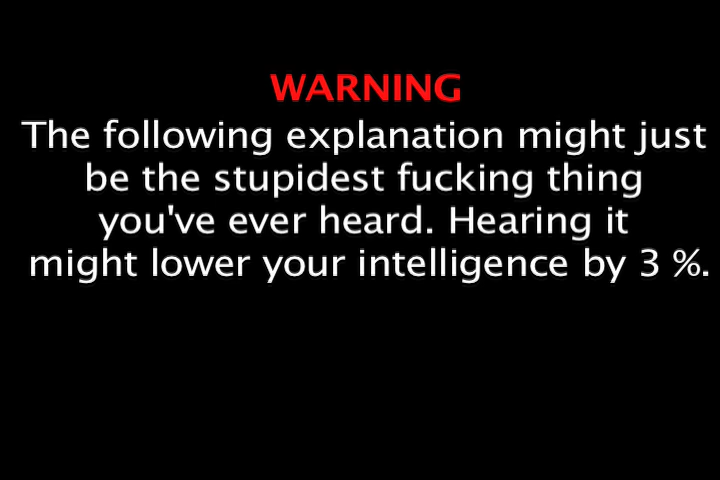 WARNING
The following explanation might just
be the stupidest fucking thing
you've ever heard. Hearing it
might lower your intelligence by 3 %.